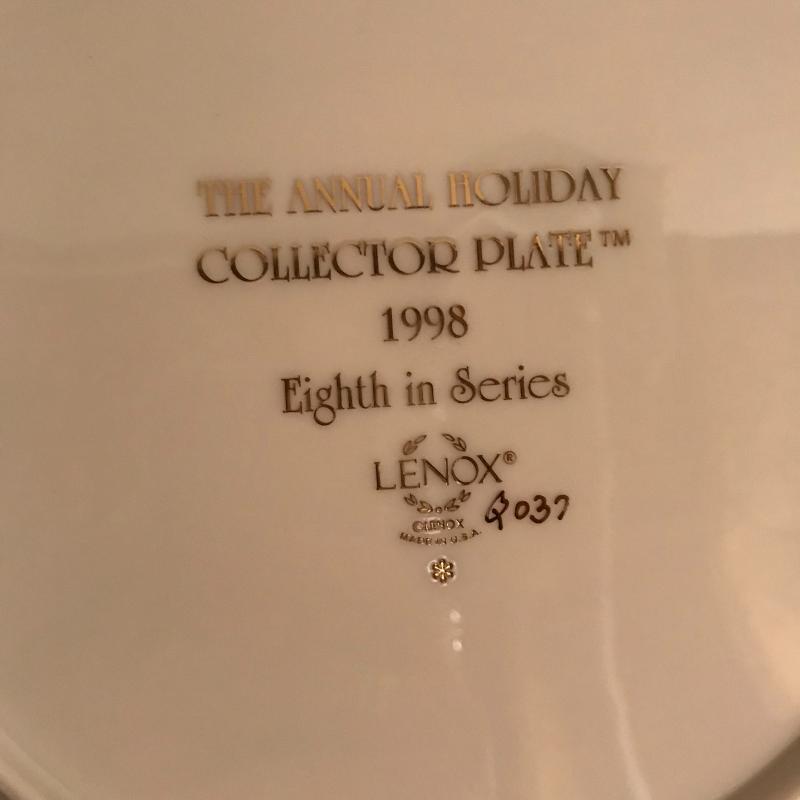 THE ANNUAL HOLIDAY
COLLECTOR PLATE™
1998
Eighth in Series
LENOX®
©LENOX
MADE IN U.S.A.
Q037